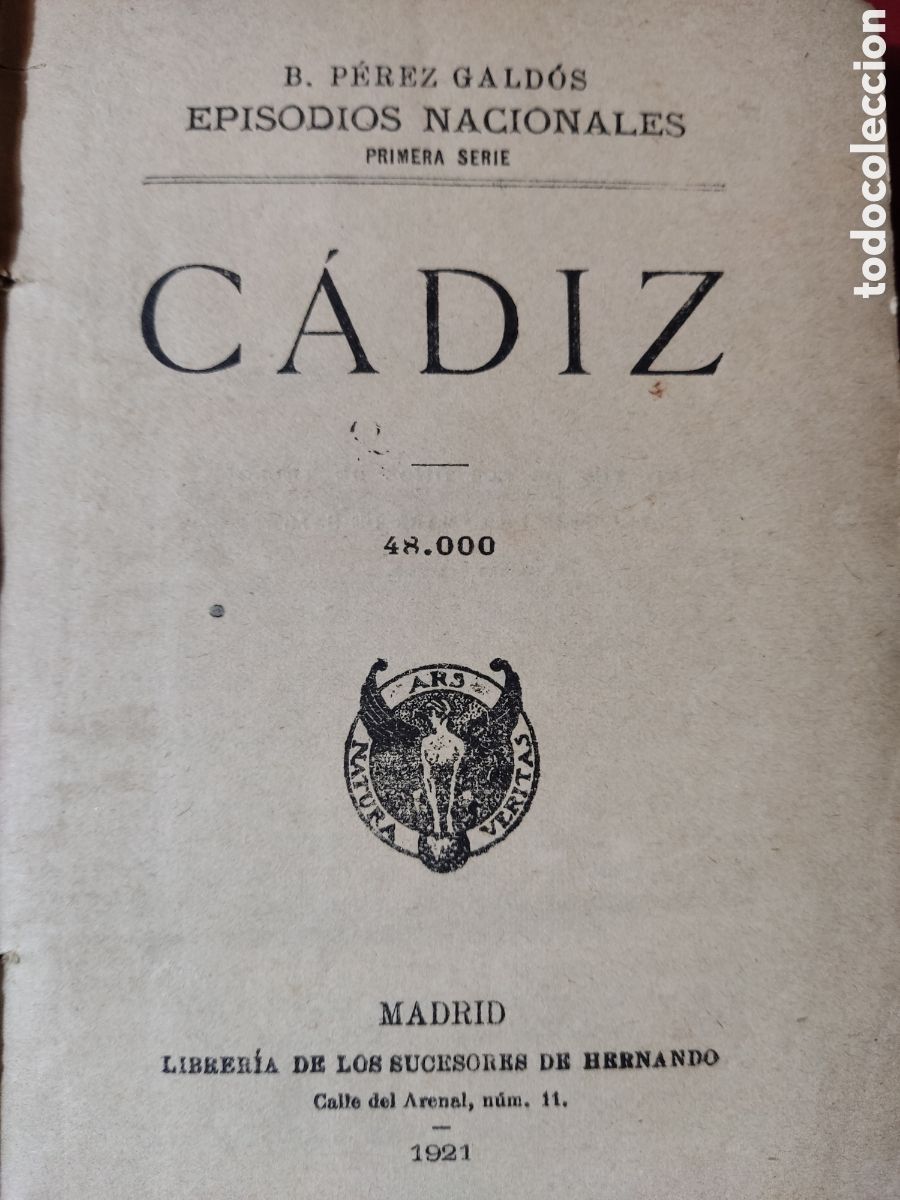 B. PÉREZ GALDÓS
EPISODIOS NACIONALES
PRIMERA SERIE
CÁDIZ
48.000
ARS
NATURA
VERITAS
MADRID
LIBRERÍA DE LOS SUCESORES DE HERNANDO
Calle del Arenal, núm. 11.
1921
todocoleccion